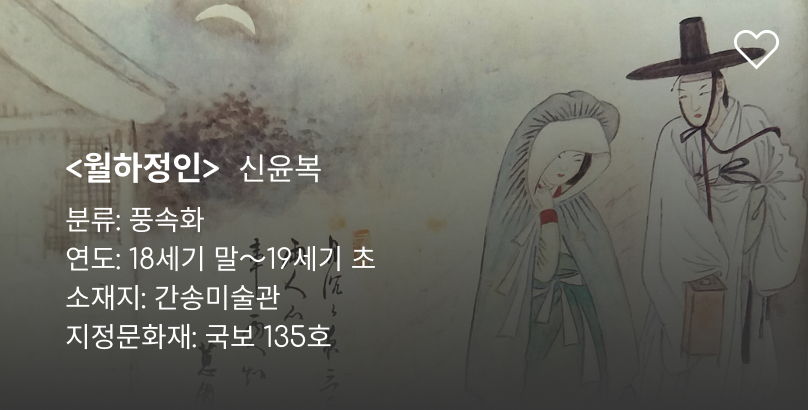 <월하정인> 신윤복
분류: 풍속화
연도: 18세기 말~19세기 초
소재지: 간송미술관
지정문화재: 국보 135호